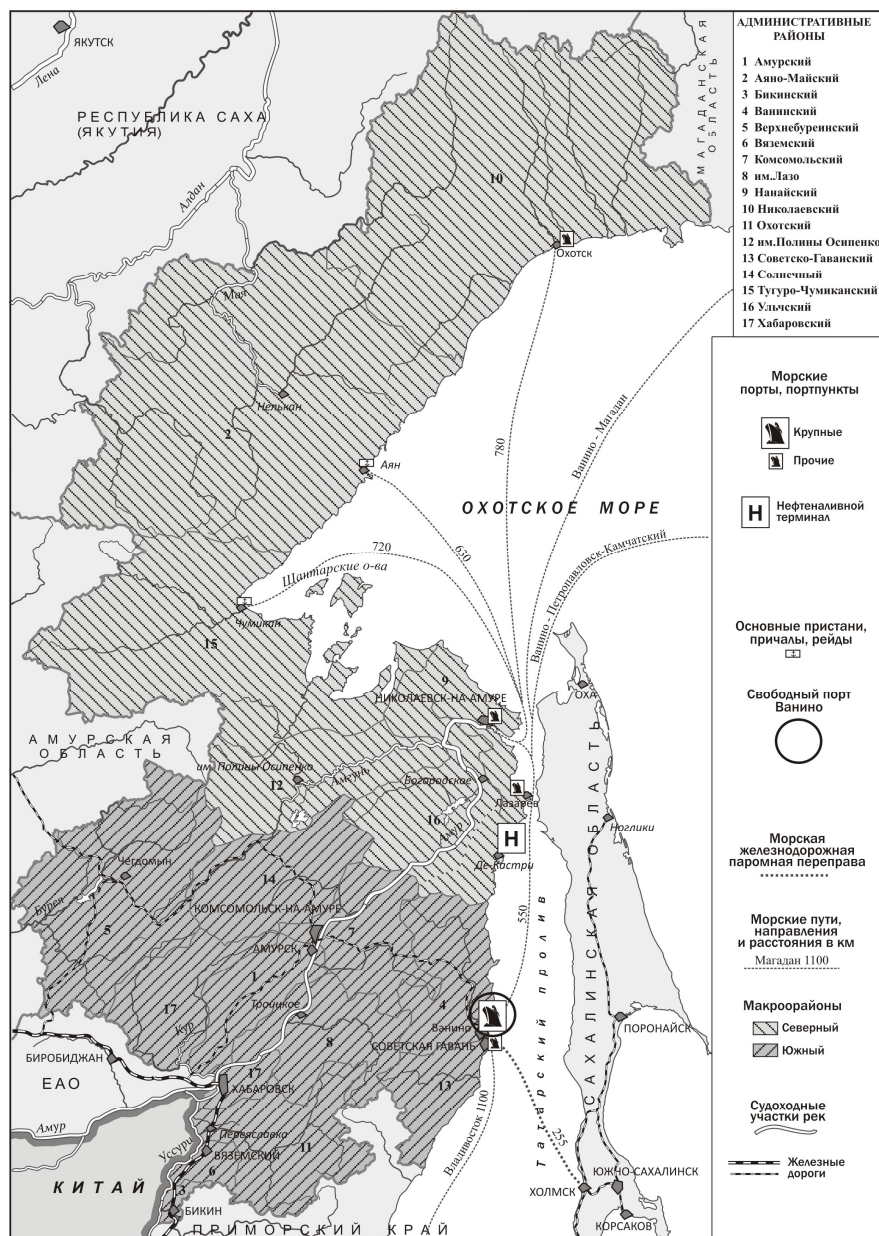 АДМИНИСТРАТИВНЫЕ
РАЙОНЫ
1 Амурский
2 Аяно-Майский
3 Бикинский
4 Ванинский
5 Верхнебуреинский
6 Вяземский
7 Комсомольский
8 им.Лазо
9 Нанайский
10 Николаевский
11 Охотский
12 им.Полины Осипенко
13 Советско-Гаванский
14 Солнечный
15 Тугуро-Чумиканский
16 Ульчский
17 Хабаровский
Морские
порты, портпункты
Крупные
Прочие
Н
Нефтеналивной
терминал
Основные пристани,
причалы, рейды
Свободный порт
Ванино
Морская
железнодорожная
паромная переправа
Морские пути,
направления
и расстояния в км
Магадан 1100
Макрорайоны
Северный
Южный
Судоходные
участки рек
Железные
дороги
ЯКУТСК
Лена
РЕСПУБЛИКА САХА
(ЯКУТИЯ)
МАГАДАНСКАЯ
ОБЛАСТЬ
Алдан
10
Охотск
Мая
Нелькан
2
Аян
780
Ванино - Магадан
ОХОТСКОЕ МОРЕ
630
720
Ванино - Петропавловск-Камчатский
Шантарские о-ва
Чумикан
15
9
НИКОЛАЕВСК-НА-АМУРЕ
ОХА
АМУРСКАЯ
ОБЛАСТЬ
им. Полины Осипенко
12
Амгунь
Богородское
Лазарев
16
Амур
Н
Ноглики
Де-Кастри
Чегдомын
Бурея
5
14
КОМСОМОЛЬСК-НА-АМУРЕ
7
550
АМУРСК
1
Татарский пролив
САХАЛИНСКАЯ ОБЛАСТЬ
17
Троицкое
4
Ванино
Кур
СОВЕТСКАЯ ГАВАНЬ
ПОРОНАЙСК
БИРОБИДЖАН
8
ЕАО
17
ХАБАРОВСК
13
Амур
Владивосток 1100
255
Переяславка
Уссури
ВЯЗЕМСКИЙ
11
6
КИТАЙ
3
БИКИН
ХОЛМСК
ЮЖНО-САХАЛИНСК
КОРСАКОВ
ПРИМОРСКИЙ КРАЙ